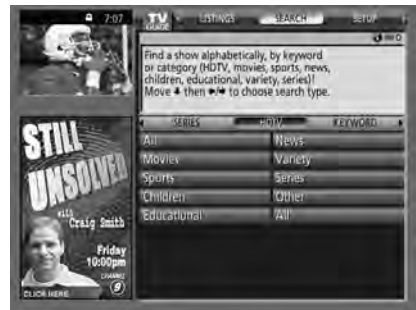 7:07 TV GUIDE LISTINGS SEARCH SETUP
Find a show alphabetically, by keyword
or category (HDTV, movies, sports, news,
children, educational, variety, series)!
Move ↓ then ←/→ to choose search type.
SERIES HDTV KEYWORD
All News
Movies Variety
Sports Series
Children Other
Educational All
STILL
UNSOLVED
with
Craig Smith
Friday
10:00pm
CHANNEL
9
CLICK HERE